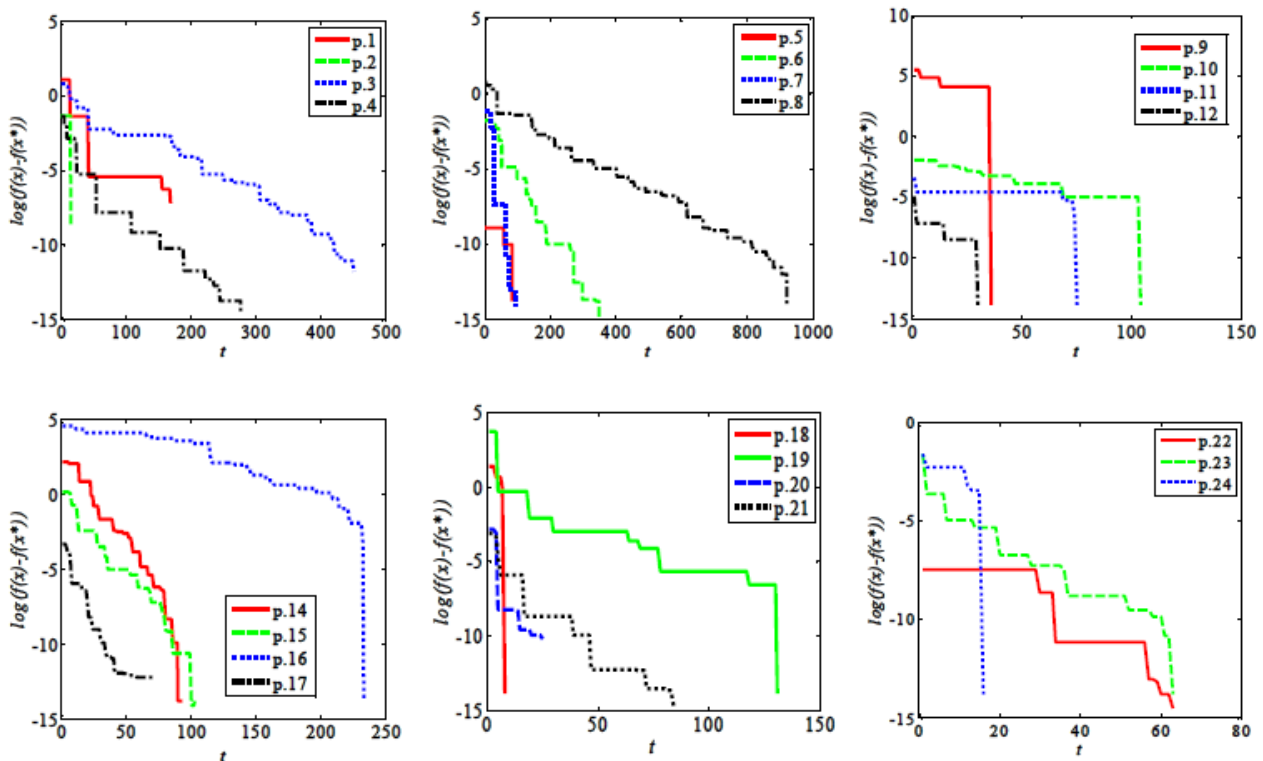 5
0
-5
-10
-15
log(f(x)-f(x*))
0
100
200
300
400
500
t
p.1
p.2
p.3
p.4
5
0
-5
-10
-15
log(f(x)-f(x*))
0
200
400
600
800
1000
t
p.5
p.6
p.7
p.8
10
5
0
-5
-10
-15
log(f(x)-f(x*))
0
50
100
150
t
p.9
p.10
p.11
p.12
5
0
-5
-10
-15
log(f(x)-f(x*))
0
50
100
150
200
250
t
p.14
p.15
p.16
p.17
5
0
-5
-10
-15
log(f(x)-f(x*))
0
50
100
150
t
p.18
p.19
p.20
p.21
0
-5
-10
-15
log(f(x)-f(x*))
0
20
40
60
80
t
p.22
p.23
p.24